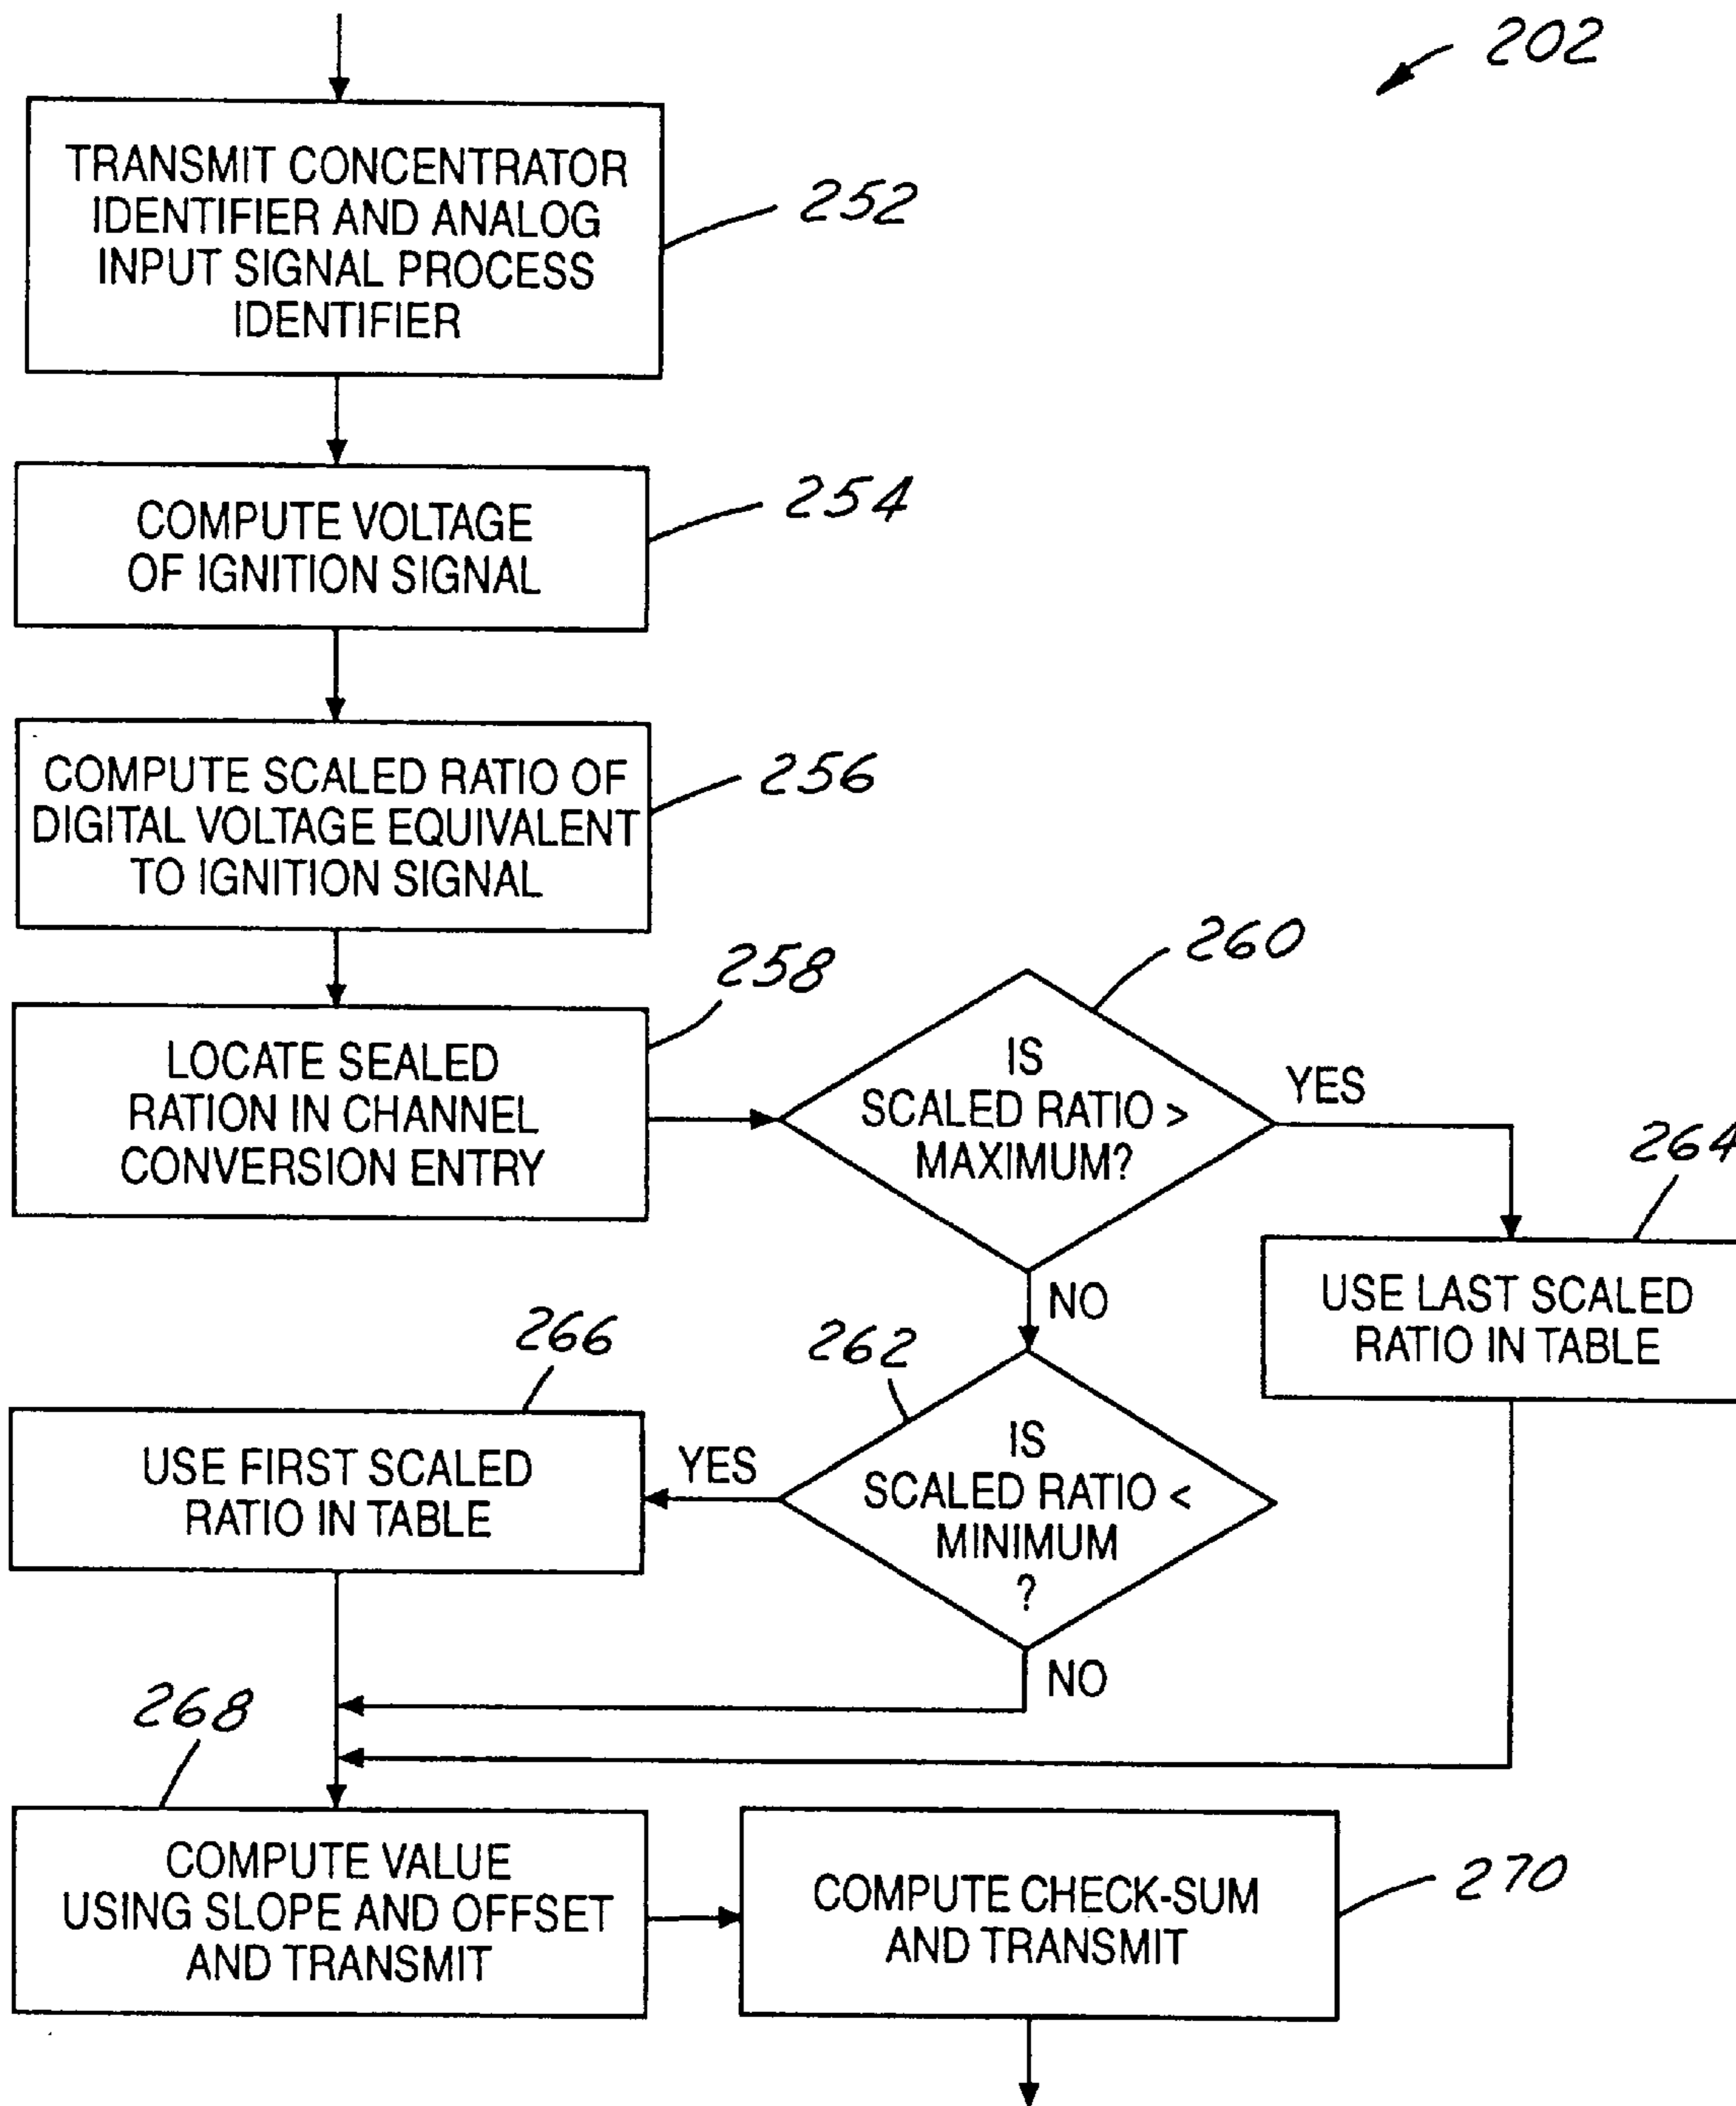 202
TRANSMIT CONCENTRATOR
IDENTIFIER AND ANALOG
INPUT SIGNAL PROCESS
IDENTIFIER
252
COMPUTE VOLTAGE
OF IGNITION SIGNAL
254
COMPUTE SCALED RATIO OF
DIGITAL VOLTAGE EQUIVALENT
TO IGNITION SIGNAL
256
LOCATE SEALED
RATION IN CHANNEL
CONVERSION ENTRY
258
IS
SCALED RATIO >
MAXIMUM?
260
YES
NO
264
USE LAST SCALED
RATIO IN TABLE
262
IS
SCALED RATIO <
MINIMUM
?
YES
NO
266
USE FIRST SCALED
RATIO IN TABLE
268
COMPUTE VALUE
USING SLOPE AND OFFSET
AND TRANSMIT
COMPUTE CHECK-SUM
AND TRANSMIT
270